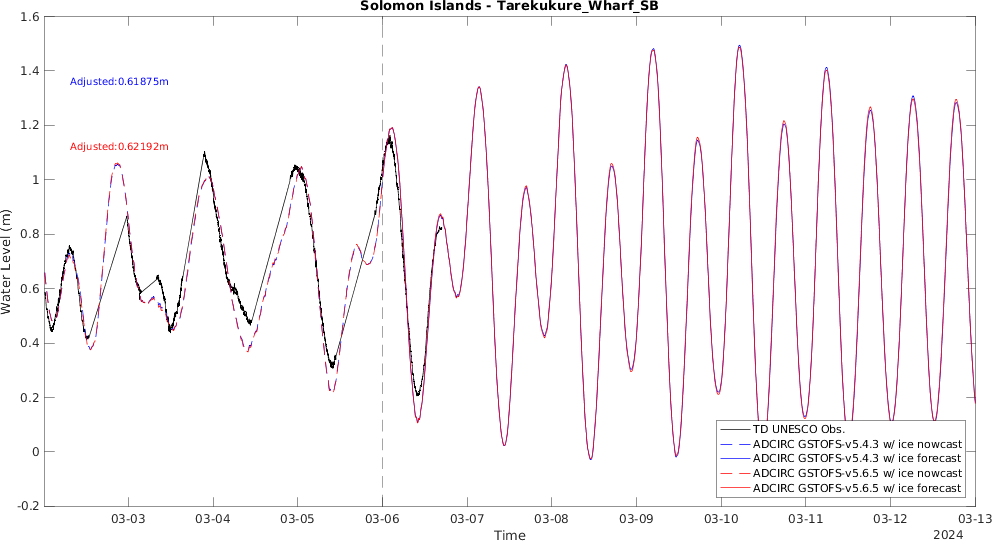 Solomon Islands - Tarekukure_Wharf_SB
1.6
1.4
1.2
1
0.8
0.6
0.4
0.2
0
-0.2
Water Level (m)
Adjusted:0.61875m
Adjusted:0.62192m
TD UNESCO Obs.
ADCIRC GSTOFS-v5.4.3 w/ ice nowcast
ADCIRC GSTOFS-v5.4.3 w/ ice forecast
ADCIRC GSTOFS-v5.6.5 w/ ice nowcast
ADCIRC GSTOFS-v5.6.5 w/ ice forecast
03-03 03-04 03-05 03-06 03-07 03-08 03-09 03-10 03-11 03-12 03-13
Time
2024